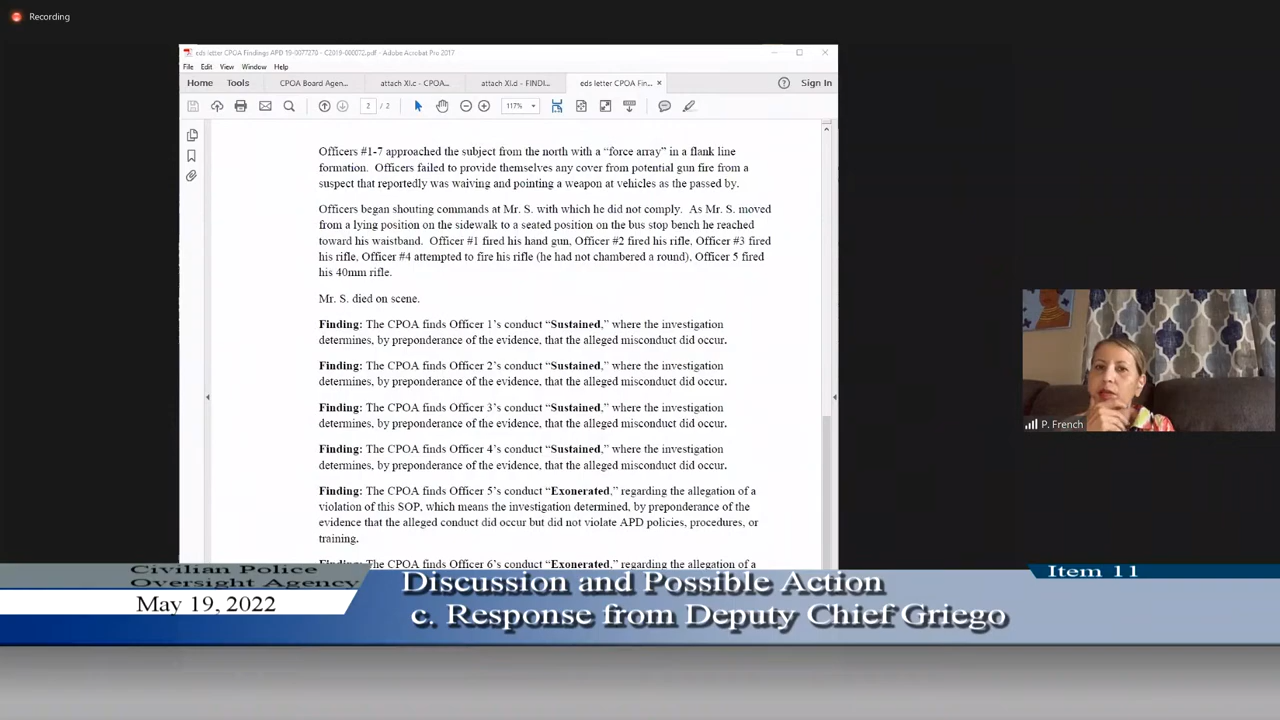 Recording
eds letter CPOA Findings APD 19-0077270 - C2019-000072.pdf - Adobe Acrobat Pro 2017
File Edit View Window Help
Home Tools CPOA Board Agen... attach XI.c - CPOA... attach XI.d - FINDI... eds letter CPOA Fin... × Sign In
2 / 2 117%
Officers #1-7 approached the subject from the north with a “force array” in a flank line
formation. Officers failed to provide themselves any cover from potential gun fire from a
suspect that reportedly was waiving and pointing a weapon at vehicles as the passed by.
Officers began shouting commands at Mr. S. with which he did not comply. As Mr. S. moved
from a lying position on the sidewalk to a seated position on the bus stop bench he reached
toward his waistband. Officer #1 fired his hand gun, Officer #2 fired his rifle, Officer #3 fired
his rifle, Officer #4 attempted to fire his rifle (he had not chambered a round), Officer 5 fired
his 40mm rifle.
Mr. S. died on scene.
Finding: The CPOA finds Officer 1’s conduct “Sustained,” where the investigation
determines, by preponderance of the evidence, that the alleged misconduct did occur.
Finding: The CPOA finds Officer 2’s conduct “Sustained,” where the investigation
determines, by preponderance of the evidence, that the alleged misconduct did occur.
Finding: The CPOA finds Officer 3’s conduct “Sustained,” where the investigation
determines, by preponderance of the evidence, that the alleged misconduct did occur.
Finding: The CPOA finds Officer 4’s conduct “Sustained,” where the investigation
determines, by preponderance of the evidence, that the alleged misconduct did occur.
Finding: The CPOA finds Officer 5’s conduct “Exonerated,” regarding the allegation of a
violation of this SOP, which means the investigation determined, by preponderance of the
evidence that the alleged conduct did occur but did not violate APD policies, procedures, or
training.
Finding: The CPOA finds Officer 6’s conduct “Exonerated,” regarding the allegation of a
P. French
Civilian Police
Oversight Agency
May 19, 2022
Discussion and Possible Action
c. Response from Deputy Chief Griego
Item 11